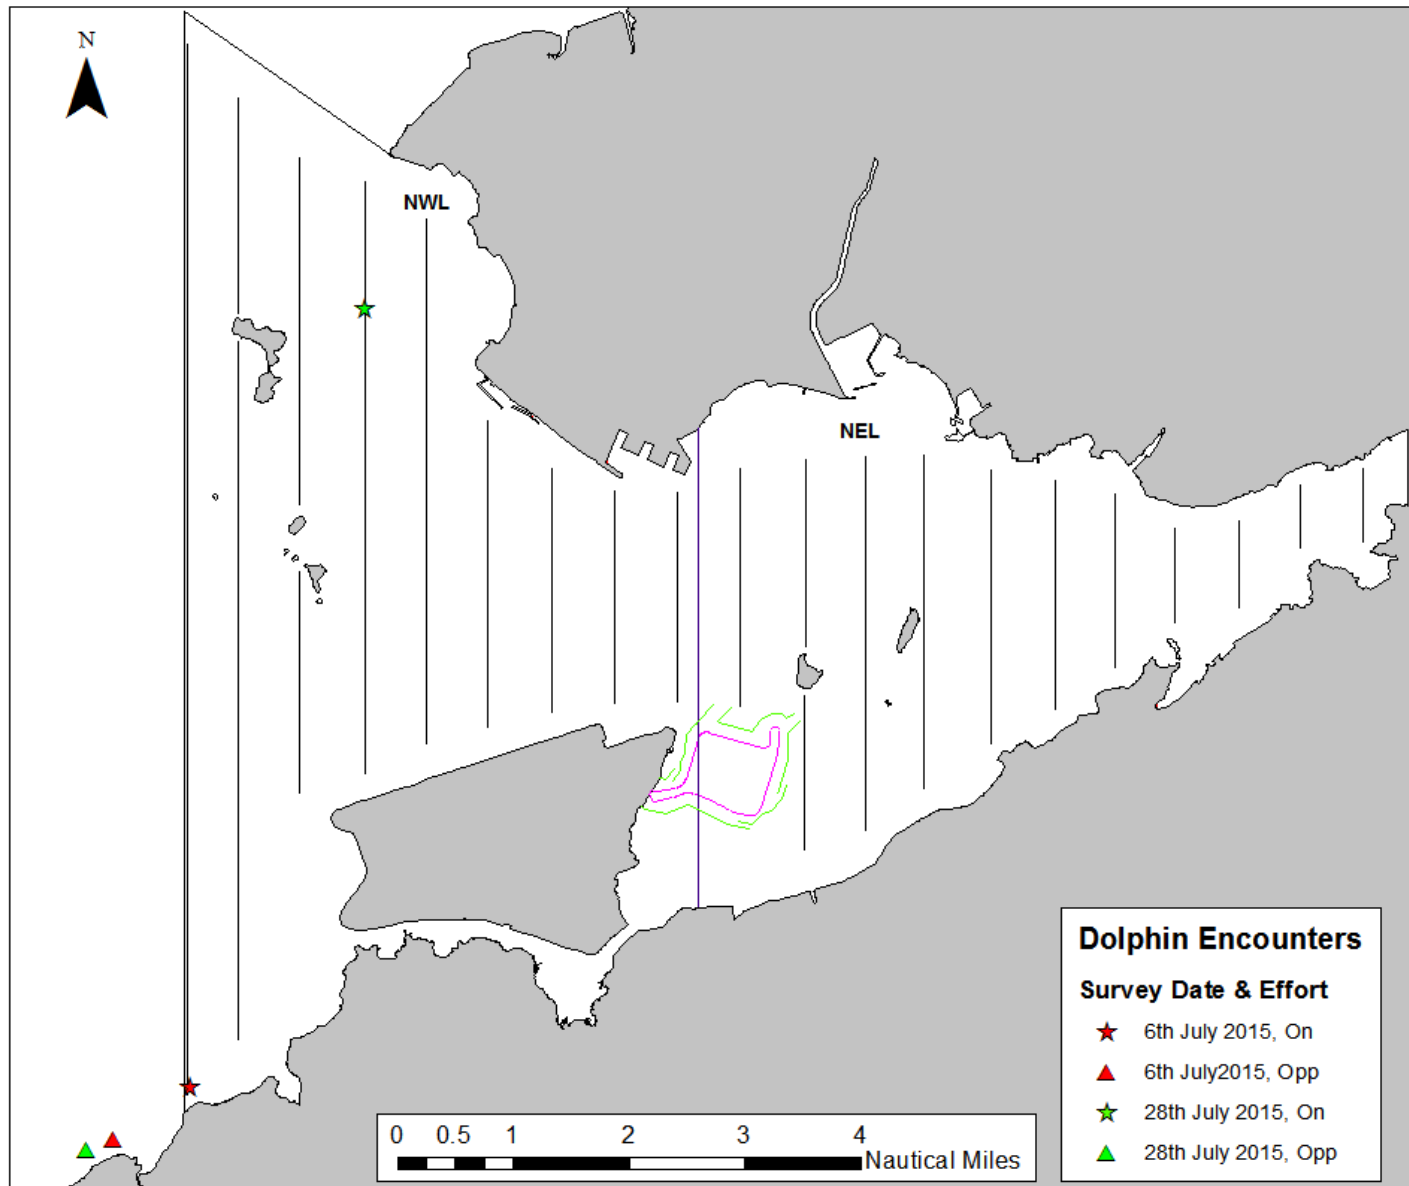 N
NWL
NEL
Dolphin Encounters
Survey Date & Effort
6th July 2015, On
6th July2015, Opp
28th July 2015, On
28th July 2015, Opp
0 0.5 1 2 3 4
Nautical Miles